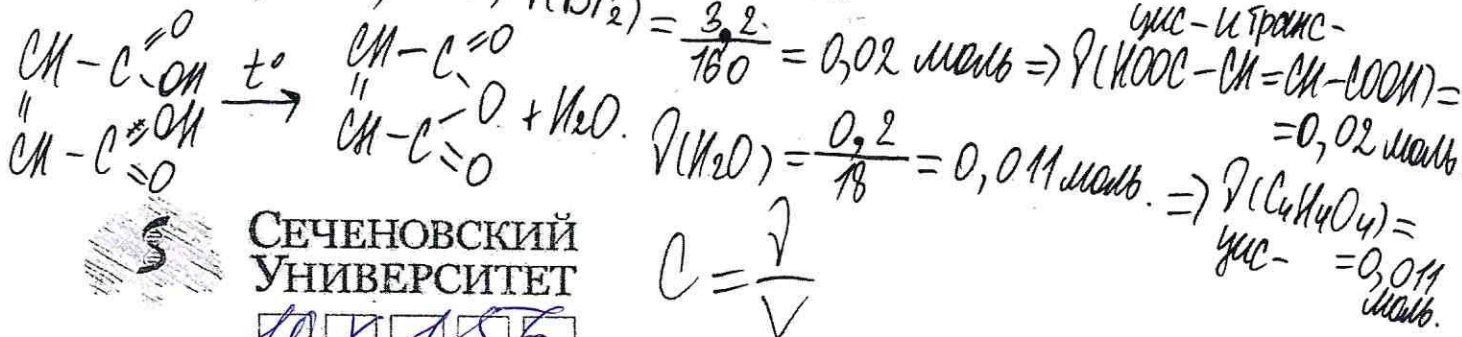 ν(Br₂) = 3,2 / 160 = 0,02 моль ⇒ ν(HOOC-CH=CH-COOH) = 0,02 моль
цис- и транс-
CH-C=O OH
"
CH-C=O OH
t°→
CH-C=O
" O + H₂O.
CH-C=O
ν(H₂O) = 0,2 / 18 = 0,011 моль. ⇒ ν(C₄H₄O₄) = 0,011 моль.
цис-
СЕЧЕНОВСКИЙ
УНИВЕРСИТЕТ
C = ν / V